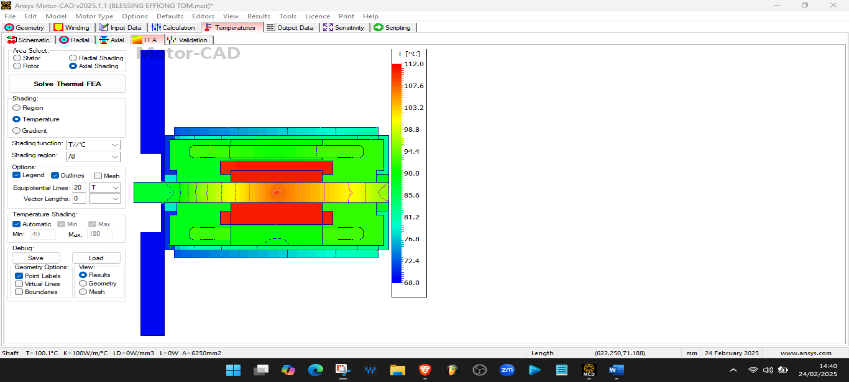 Ansys Motor-CAD v2025.1.1 (BLESSING EFFIONG TOM.mot)*
File Edit Model Motor Type Options Defaults Editors View Results Tools Licence Print Help
Geometry Winding Input Data Calculation Temperatures Output Data Sensitivity Scripting
Schematic Radial Axial FEA Validation
Motor-CAD
Area Select:
Stator Radial Shading
Rotor Axial Shading
Solve Thermal FEA
Shading:
Region
Temperature
Gradient
Shading function: T//°C
Shading region: All
Options:
Legend Outlines Mesh
Equipotential Lines: 20 T
Vector Lengths: 0
Temperature Shading:
Automatic Min Max
Min: 40 Max: 180
Debug:
Save Load
Geometry Options: View:
Point Labels Results
Virtual Lines Geometry
Boundaries Mesh
[°C]
112.0
107.6
103.2
98.8
94.4
90.0
85.6
81.2
76.8
72.4
68.0
Shaft T=100.1°C K=100W/m/°C LD=0W/mm3 L=0W A=6250mm2 Length (622.250,71.188) mm 24 February 2025 www.ansys.com
14:40
24/02/2025